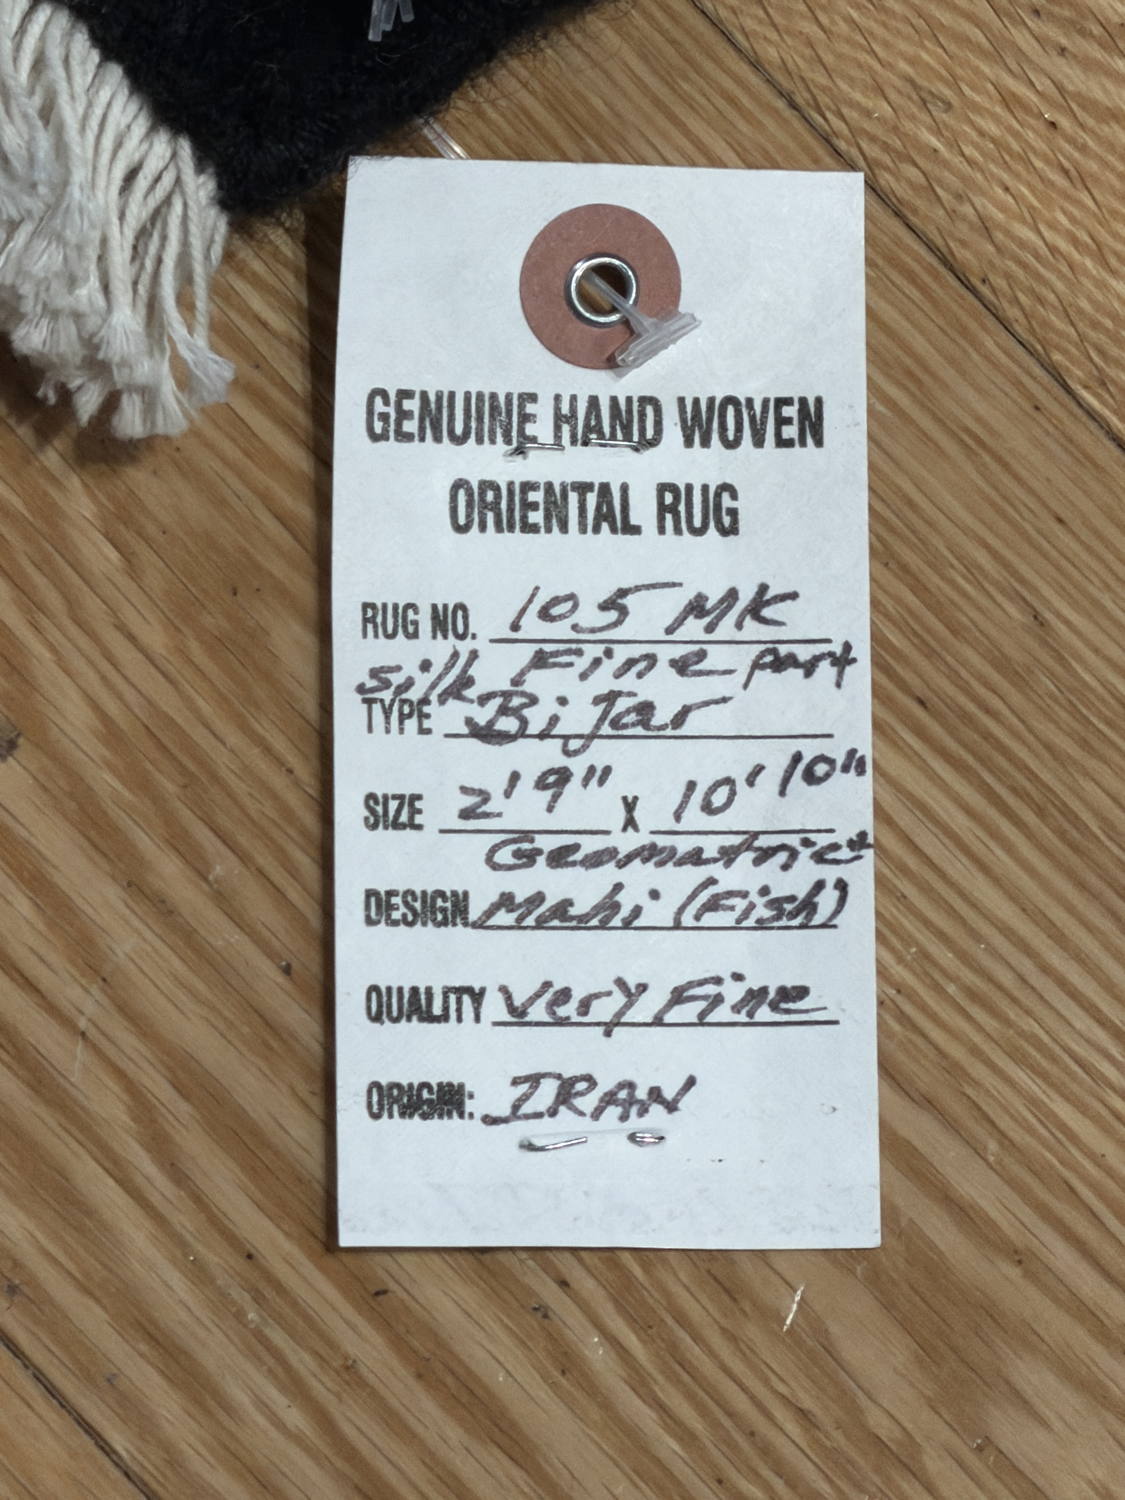 GENUINE HAND WOVEN
ORIENTAL RUG
RUG NO. 105 MK
silk Fine part
TYPE Bijar
SIZE 2'9" X 10'10"
Geomatric
DESIGN Mahi (Fish)
QUALITY Very Fine
ORIGIN: IRAN